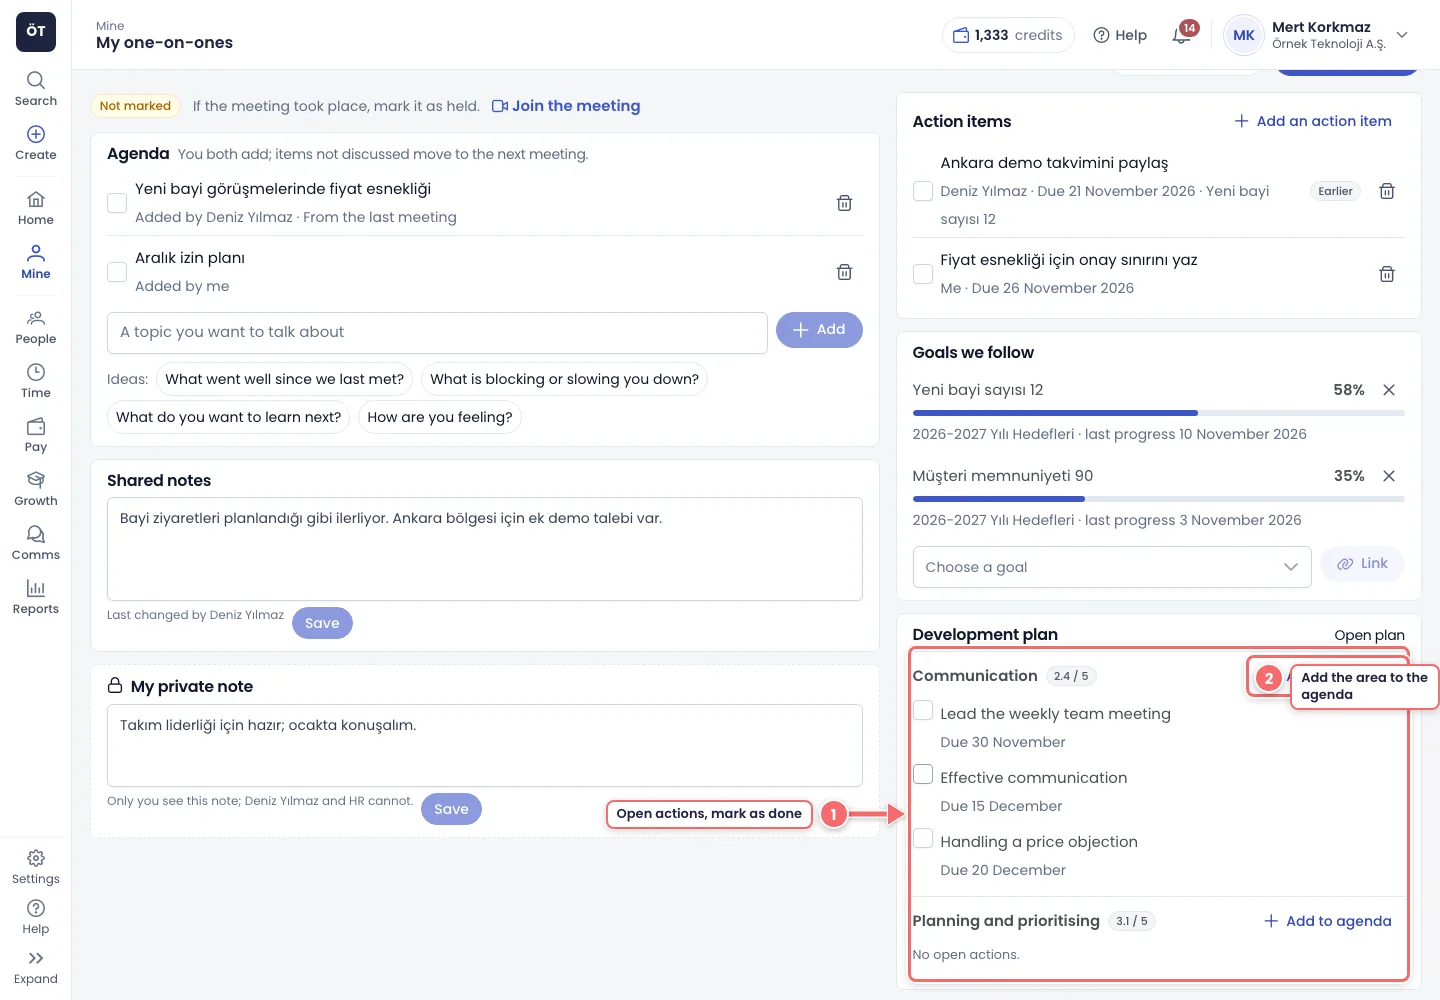 ÖT
Search
Create
Home
Mine
People
Time
Pay
Growth
Comms
Reports
Settings
Help
Expand
Mine
My one-on-ones
1,333 credits
Help
14
MK
Mert Korkmaz
Örnek Teknoloji A.Ş.
Not marked
If the meeting took place, mark it as held.
Join the meeting
Agenda
You both add; items not discussed move to the next meeting.
Yeni bayi görüşmelerinde fiyat esnekliği
Added by Deniz Yılmaz · From the last meeting
Aralık izin planı
Added by me
A topic you want to talk about
Add
Ideas:
What went well since we last met?
What is blocking or slowing you down?
What do you want to learn next?
How are you feeling?
Shared notes
Bayi ziyaretleri planlandığı gibi ilerliyor. Ankara bölgesi için ek demo talebi var.
Last changed by Deniz Yılmaz
Save
My private note
Takım liderliği için hazır; ocakta konuşalım.
Only you see this note; Deniz Yılmaz and HR cannot.
Save
Open actions, mark as done
1
Action items
Add an action item
Ankara demo takvimini paylaş
Deniz Yılmaz · Due 21 November 2026 · Yeni bayi
sayısı 12
Earlier
Fiyat esnekliği için onay sınırını yaz
Me · Due 26 November 2026
Goals we follow
Yeni bayi sayısı 12
58%
2026-2027 Yılı Hedefleri · last progress 10 November 2026
Müşteri memnuniyeti 90
35%
2026-2027 Yılı Hedefleri · last progress 3 November 2026
Choose a goal
Link
Development plan
Open plan
Communication
2.4 / 5
2
Add the area to the
agenda
Lead the weekly team meeting
Due 30 November
Effective communication
Due 15 December
Handling a price objection
Due 20 December
Planning and prioritising
3.1 / 5
Add to agenda
No open actions.